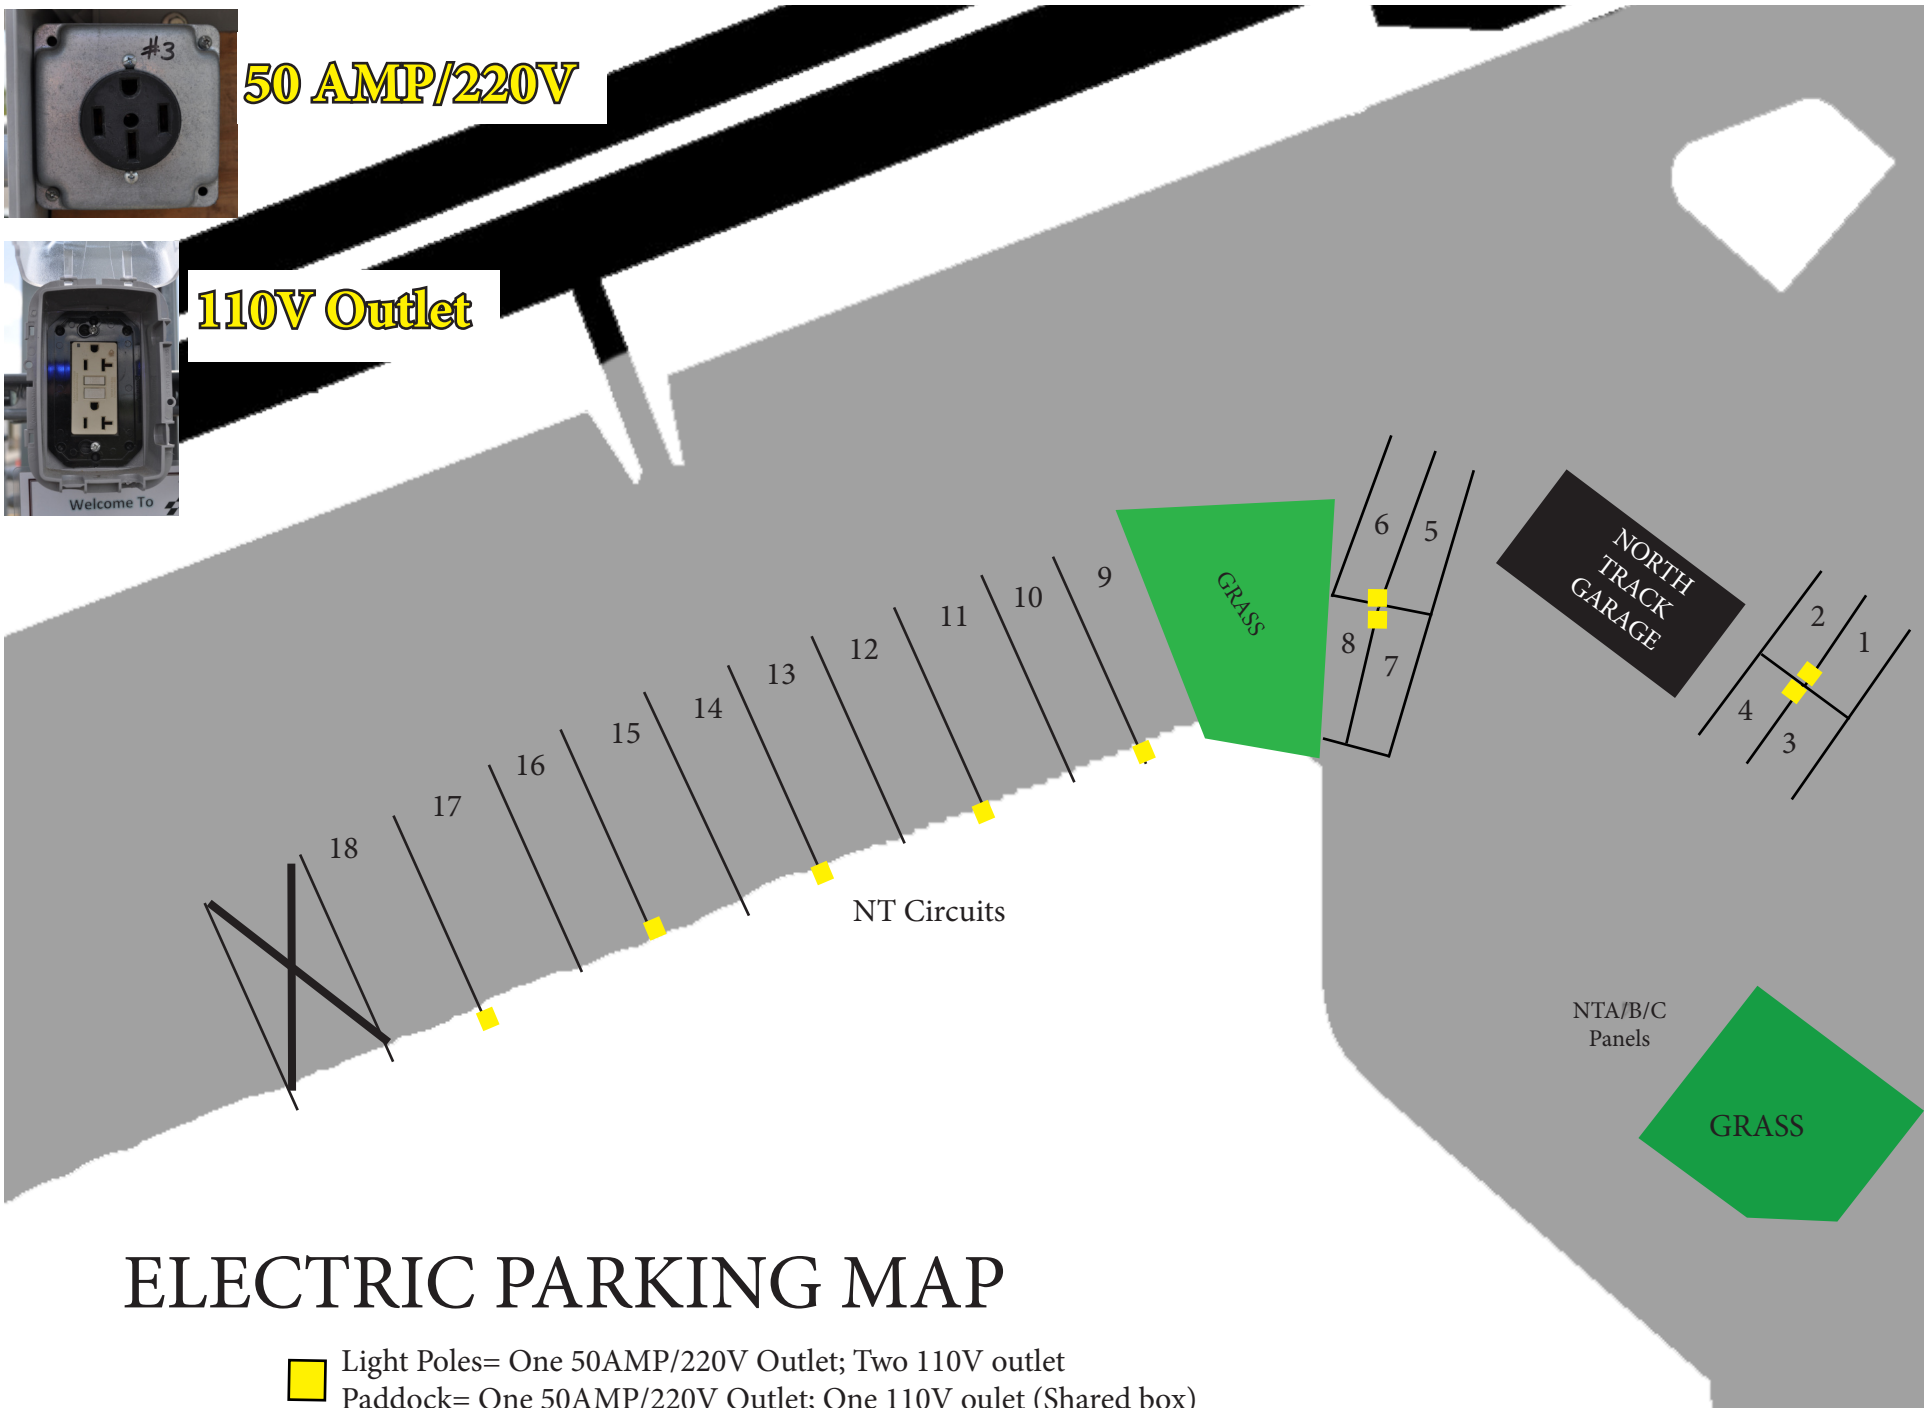 #3
50 AMP/220V
110V Outlet
Welcome To
6
5
NORTH
TRACK
GARAGE
2
1
8
7
4
3
GRASS
9
10
11
12
13
14
15
16
17
18
NT Circuits
NTA/B/C
Panels
GRASS
ELECTRIC PARKING MAP
Light Poles= One 50AMP/220V Outlet; Two 110V outlet
Paddock= One 50AMP/220V Outlet; One 110V oulet (Shared box)